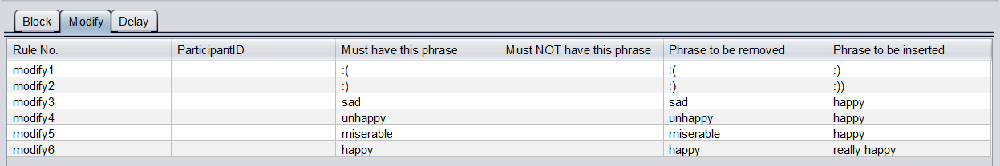 Block Modify Delay
Rule No. ParticipantID Must have this phrase Must NOT have this phrase Phrase to be removed Phrase to be inserted
modify1 :( :( :)
modify2 :) :) :))
modify3 sad sad happy
modify4 unhappy unhappy happy
modify5 miserable miserable happy
modify6 happy happy really happy